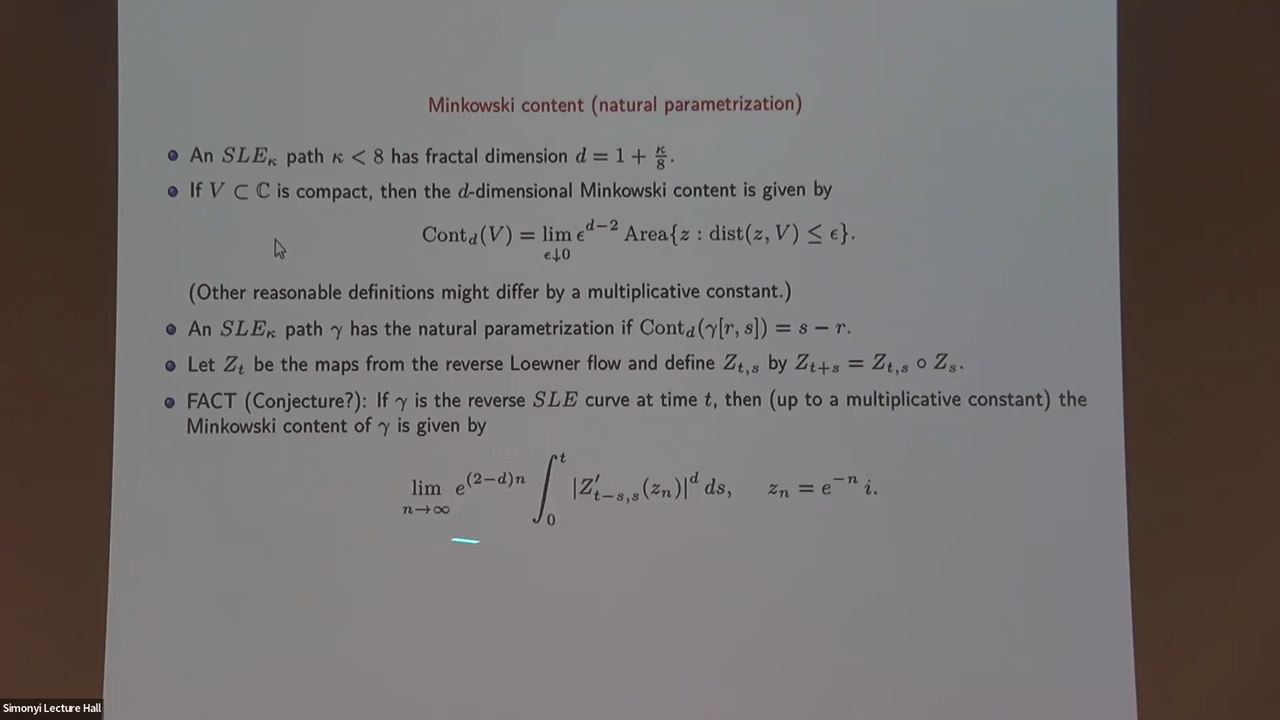 Minkowski content (natural parametrization)
An SLE_κ path κ < 8 has fractal dimension d = 1 + κ/8.
If V ⊂ ℂ is compact, then the d-dimensional Minkowski content is given by
Cont_d(V) = lim_{ϵ↓0} ϵ^{d−2} Area{z : dist(z, V) ≤ ϵ}.
(Other reasonable definitions might differ by a multiplicative constant.)
An SLE_κ path γ has the natural parametrization if Cont_d(γ[r, s]) = s − r.
Let Z_t be the maps from the reverse Loewner flow and define Z_{t,s} by Z_{t+s} = Z_{t,s} ∘ Z_s.
FACT (Conjecture?): If γ is the reverse SLE curve at time t, then (up to a multiplicative constant) the
Minkowski content of γ is given by
lim_{n→∞} e^{(2−d)n} ∫_0^t |Z′_{t−s,s}(z_n)|^d ds, z_n = e^{−n} i.
Simonyi Lecture Hall